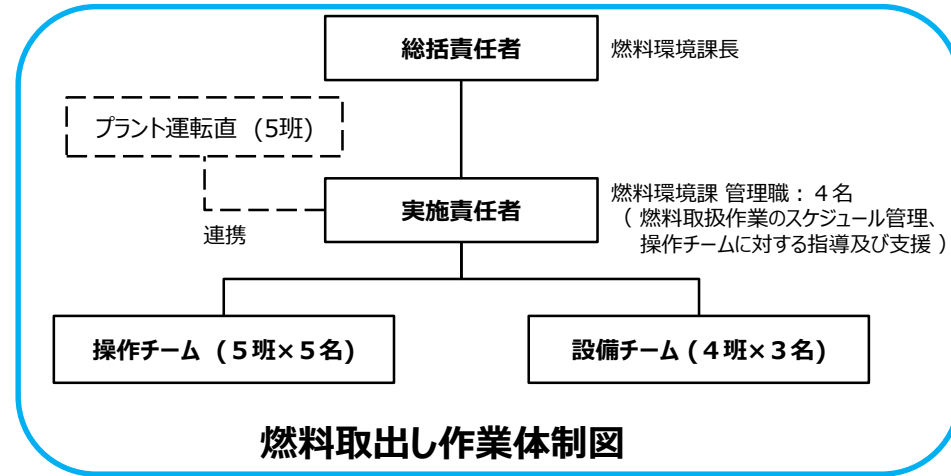 総括責任者
燃料環境課長
プラント運転直 (5班)
連携
実施責任者
燃料環境課 管理職：４名
（ 燃料取扱作業のスケジュール管理、
操作チームに対する指導及び支援 ）
操作チーム (５班×５名)
設備チーム (４班×３名)
燃料取出し作業体制図